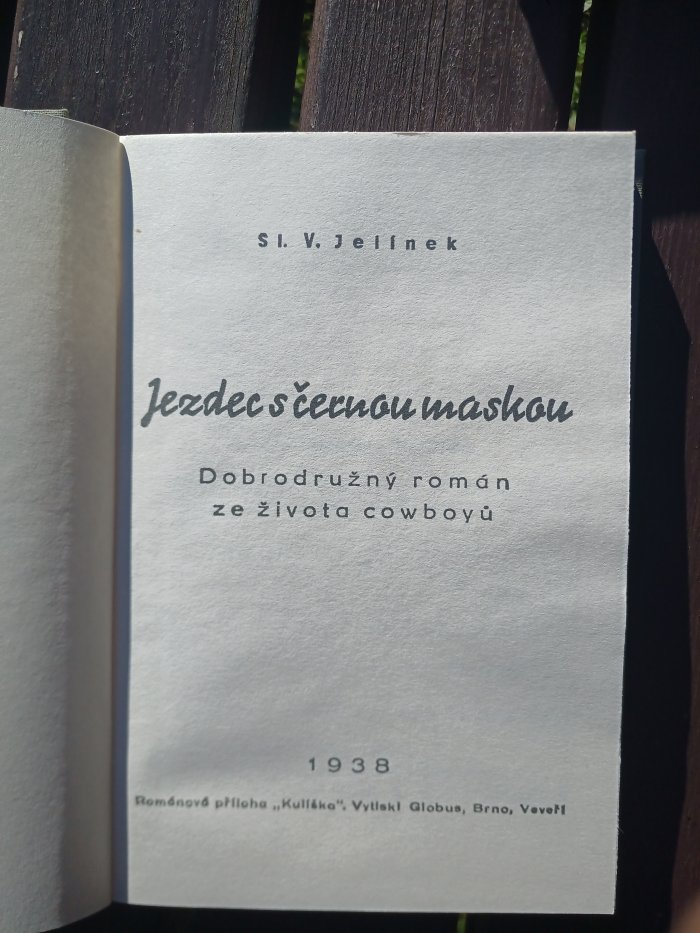 Sl. V. Jelínek
Jezdec s černou maskou
Dobrodružný román
ze života cowboyů
1938
Románová příloha „Kulíška“. Vytiskl Globus, Brno, Veveří